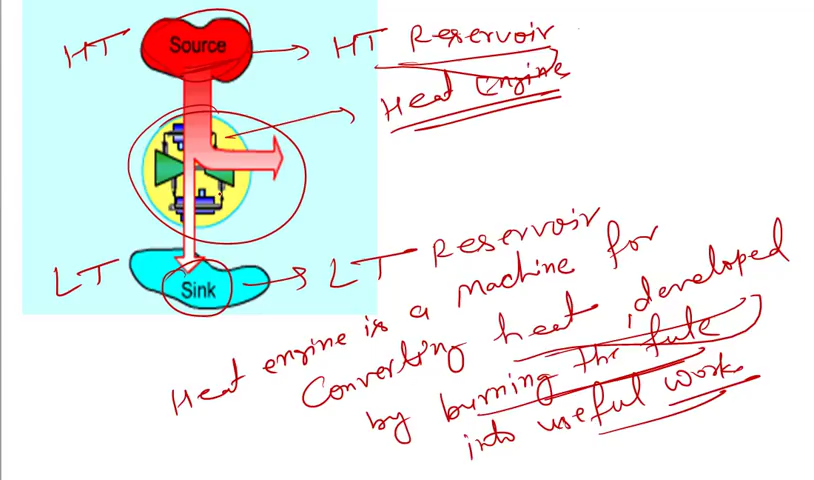 HT Source HT Reservoir
Heat Engine
LT Sink LT Reservoir
Heat engine is a machine for
Converting heat, developed
by burning the fule
into useful work